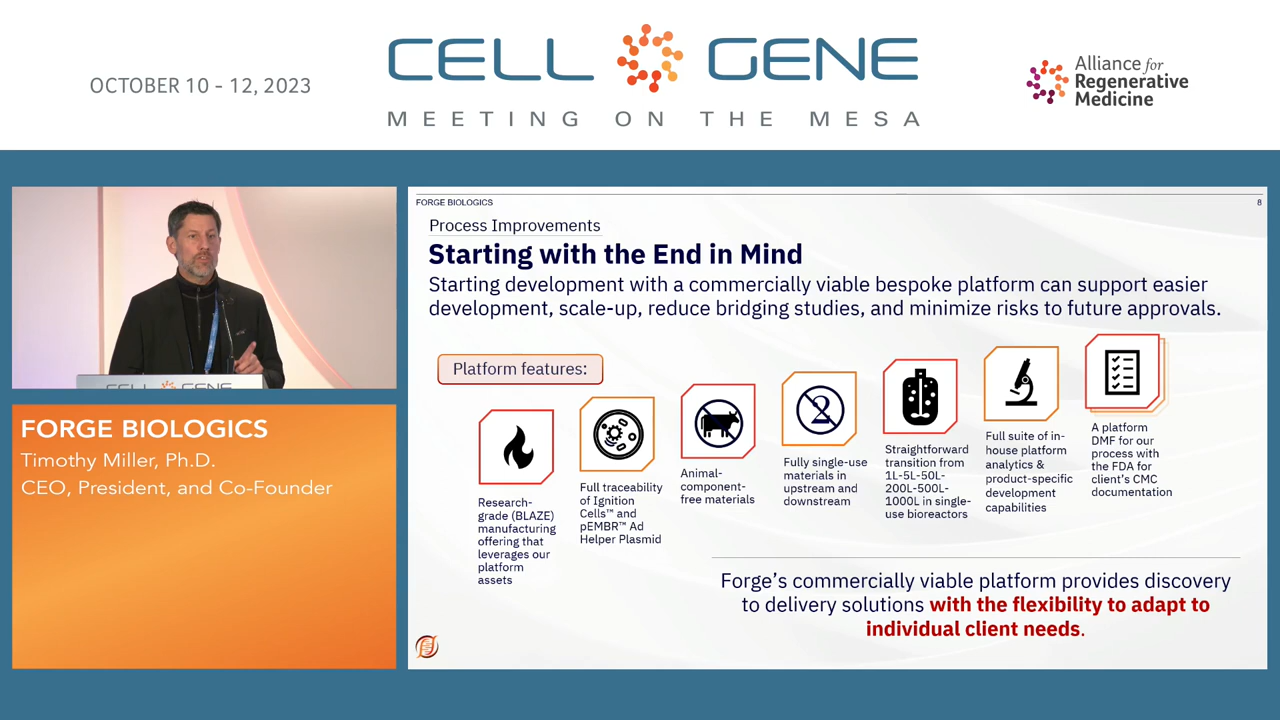 OCTOBER 10 - 12, 2023
CELL GENE
MEETING ON THE MESA
Alliance for
Regenerative
Medicine
CELL GENE
FORGE BIOLOGICS
Timothy Miller, Ph.D.
CEO, President, and Co-Founder
FORGE BIOLOGICS
8
Process Improvements
Starting with the End in Mind
Starting development with a commercially viable bespoke platform can support easier
development, scale-up, reduce bridging studies, and minimize risks to future approvals.
Platform features:
Research-
grade (BLAZE)
manufacturing
offering that
leverages our
platform
assets
Full traceability
of Ignition
Cells™ and
pEMBR™ Ad
Helper Plasmid
Animal-
component-
free materials
2
Fully single-use
materials in
upstream and
downstream
Straightforward
transition from
1L-5L-50L-
200L-500L-
1000L in single-
use bioreactors
Full suite of in-
house platform
analytics &
product-specific
development
capabilities
A platform
DMF for our
process with
the FDA for
client's CMC
documentation
Forge's commercially viable platform provides discovery
to delivery solutions with the flexibility to adapt to
individual client needs.